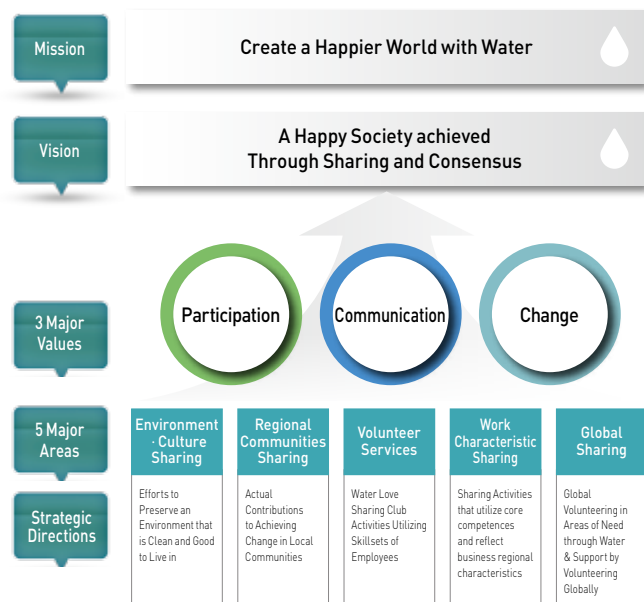 Mission
Create a Happier World with Water
Vision
A Happy Society achieved
Through Sharing and Consensus
3 Major
Values
Participation
Communication
Change
5 Major
Areas
Environment
· Culture
Sharing
Regional
Communities
Sharing
Volunteer
Services
Work
Characteristic
Sharing
Global
Sharing
Strategic
Directions
Efforts to
Preserve an
Environment that
is Clean and Good
to Live in
Actual
Contributions
to Achieving
Change in Local
Communities
Water Love
Sharing Club
Activities Utilizing
Skillsets of
Employees
Sharing Activities
that utilize core
competences
and reflect
business regional
characteristics
Global
Volunteering in
Areas of Need
through Water
& Support by
Volunteering
Globally